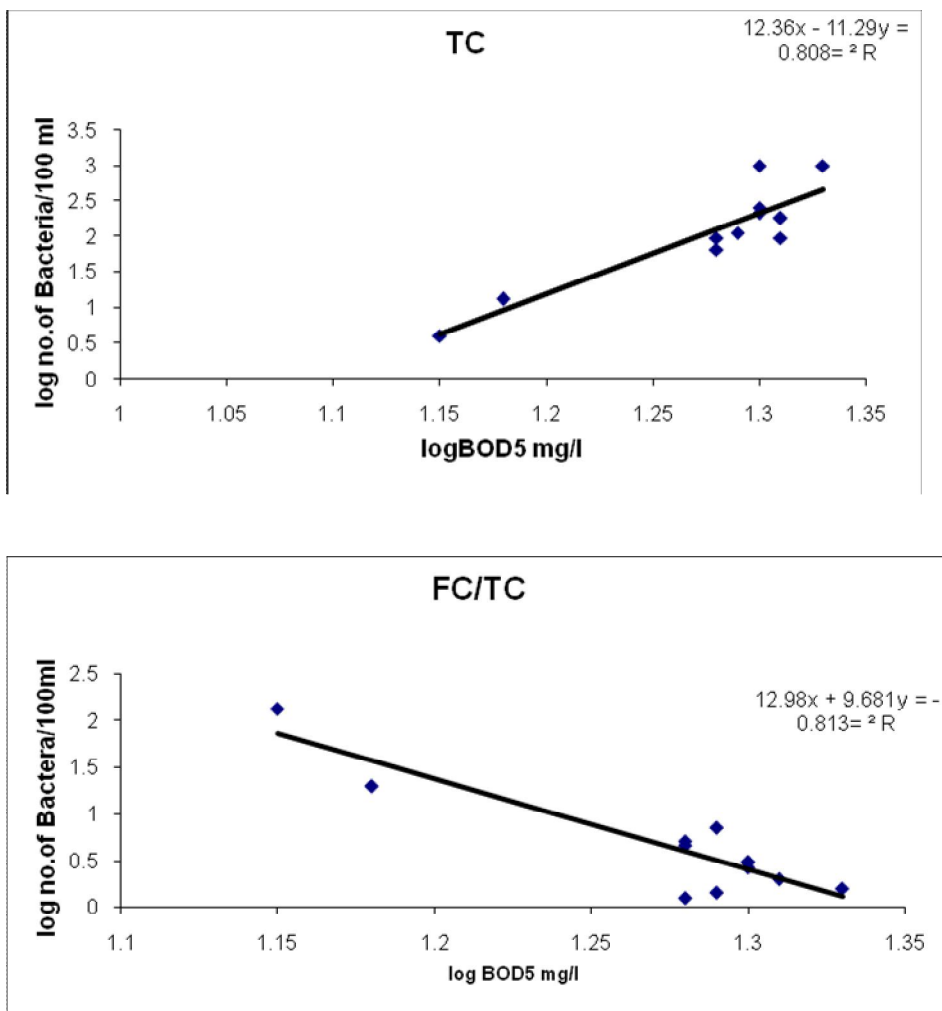 TC
12.36x - 11.29y =
0.808= ² R
log no.of Bacteria/100 ml
3.5
3
2.5
2
1.5
1
0.5
0
1 1.05 1.1 1.15 1.2 1.25 1.3 1.35
logBOD5 mg/l
FC/TC
12.98x + 9.681y = -
0.813= ² R
log no.of Bactera/100ml
2.5
2
1.5
1
0.5
0
1.1 1.15 1.2 1.25 1.3 1.35
log BOD5 mg/l